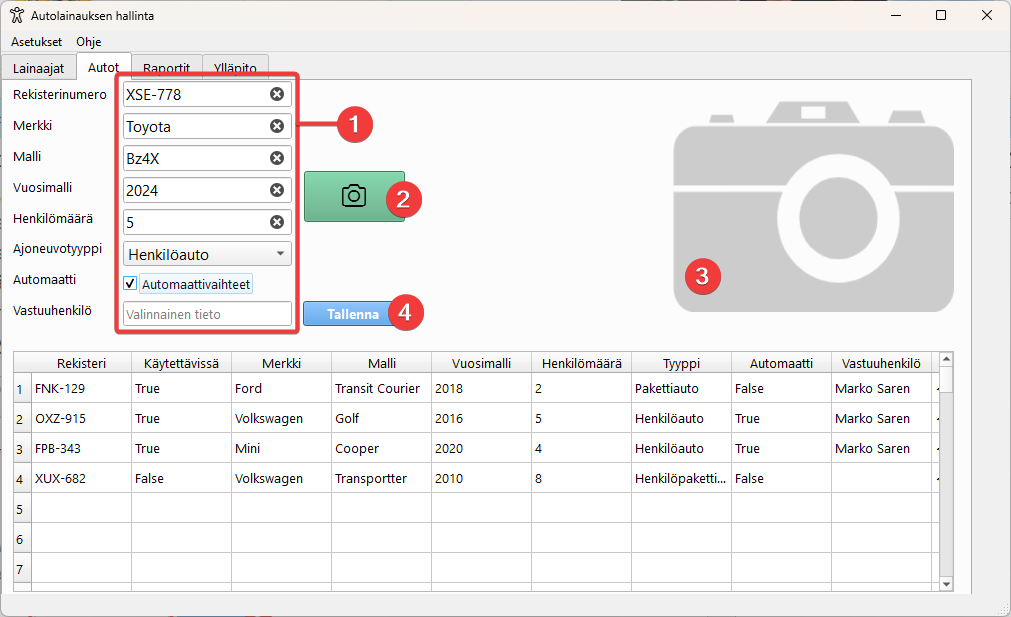 Autolainauksen hallinta
Asetukset Ohje
Lainaajat Autot Raportit Ylläpito
Rekisterinumero XSE-778
Merkki Toyota
1
Malli Bz4X
Vuosimalli 2024
2
Henkilömäärä 5
Ajoneuvotyyppi Henkilöauto
Automaatti Automaattivaihteet
3
Vastuuhenkilö Valinnainen tieto Tallenna 4
Rekisteri Käytettävissä Merkki Malli Vuosimalli Henkilömäärä Tyyppi Automaatti Vastuuhenkilö
1 FNK-129 True Ford Transit Courier 2018 2 Pakettiauto False Marko Saren
2 OXZ-915 True Volkswagen Golf 2016 5 Henkilöauto True Marko Saren
3 FPB-343 True Mini Cooper 2020 4 Henkilöauto True Marko Saren
4 XUX-682 False Volkswagen Transportter 2010 8 Henkilöpaketti... False
5
6
7